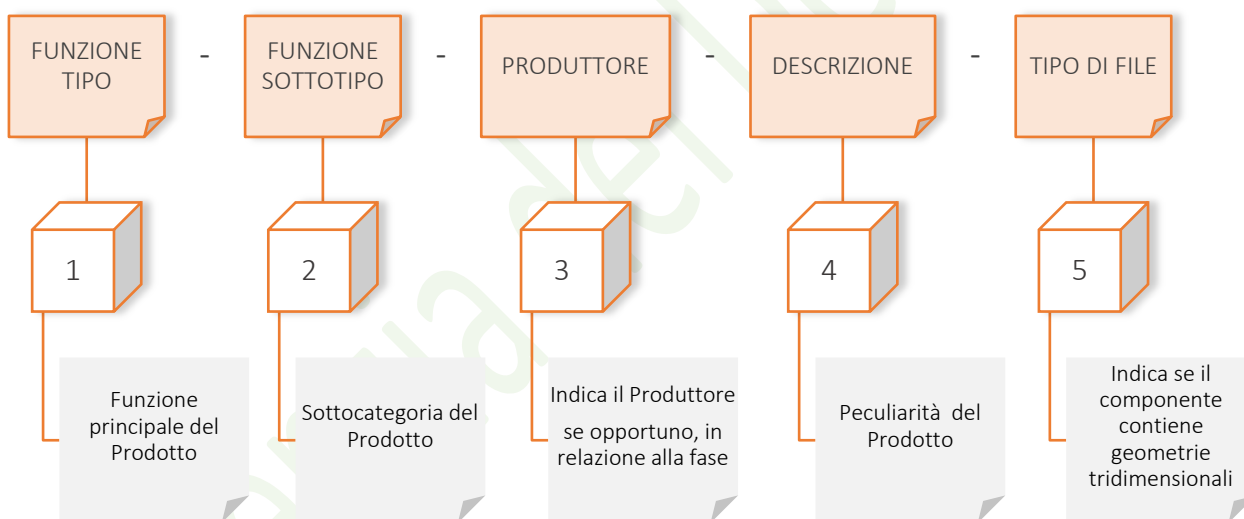 FUNZIONE
TIPO
-
FUNZIONE
SOTTOTIPO
-
PRODUTTORE
-
DESCRIZIONE
-
TIPO DI FILE
1
2
3
4
5
Funzione
principale del
Prodotto
Sottocategoria del
Prodotto
Indica il Produttore
se opportuno, in
relazione alla fase
Peculiarità del
Prodotto
Indica se il
componente
contiene
geometrie
tridimensionali